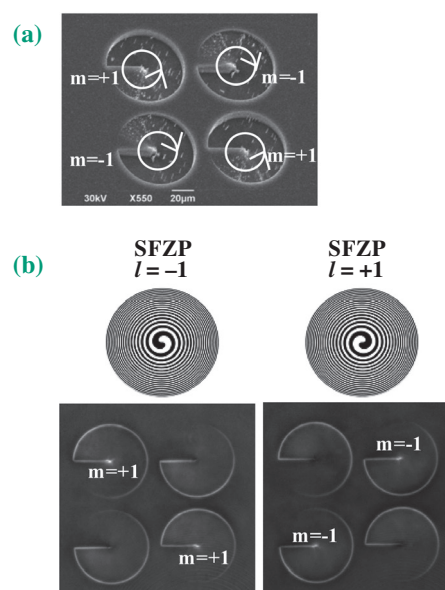 (a)
m=+1
m=-1
m=-1
m=+1
30kV X550 20μm
(b)
SFZP
l = –1
SFZP
l = +1
m=+1
m=+1
m=-1
m=-1